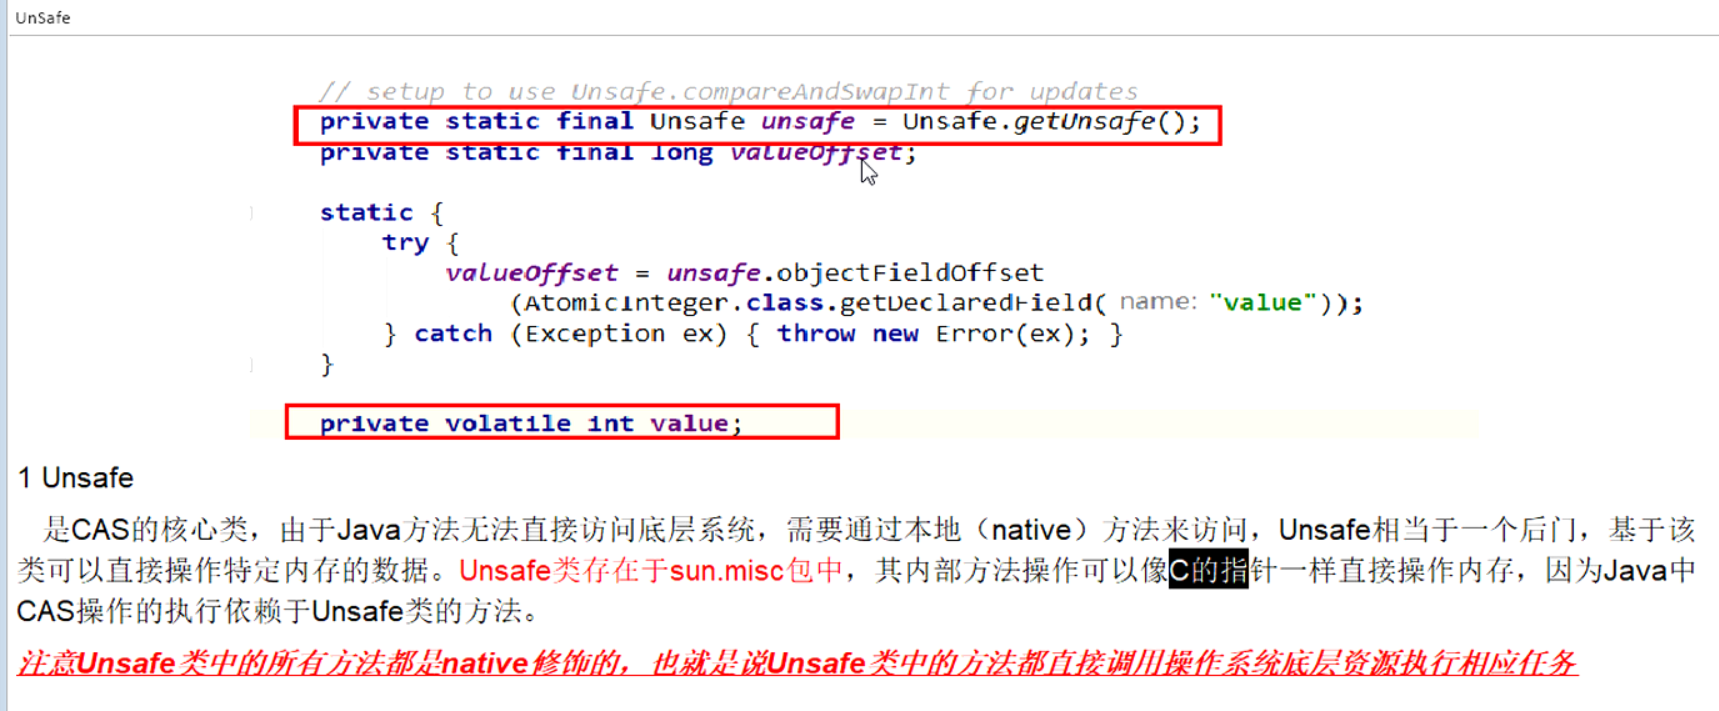 UnSafe
// setup to use Unsafe.compareAndSwapInt for updates
private static final Unsafe unsafe = Unsafe.getUnsafe();
private static final long valueOffset;
static {
try {
valueOffset = unsafe.objectFieldOffset
(AtomicInteger.class.getDeclaredField( name: "value"));
} catch (Exception ex) { throw new Error(ex); }
}
private volatile int value;
1 Unsafe
是CAS的核心类，由于Java方法无法直接访问底层系统，需要通过本地（native）方法来访问，Unsafe相当于一个后门，基于该
类可以直接操作特定内存的数据。Unsafe类存在于sun.misc包中，其内部方法操作可以像C的指针一样直接操作内存，因为Java中
CAS操作的执行依赖于Unsafe类的方法。
注意Unsafe类中的所有方法都是native修饰的，也就是说Unsafe类中的方法都直接调用操作系统底层资源执行相应任务